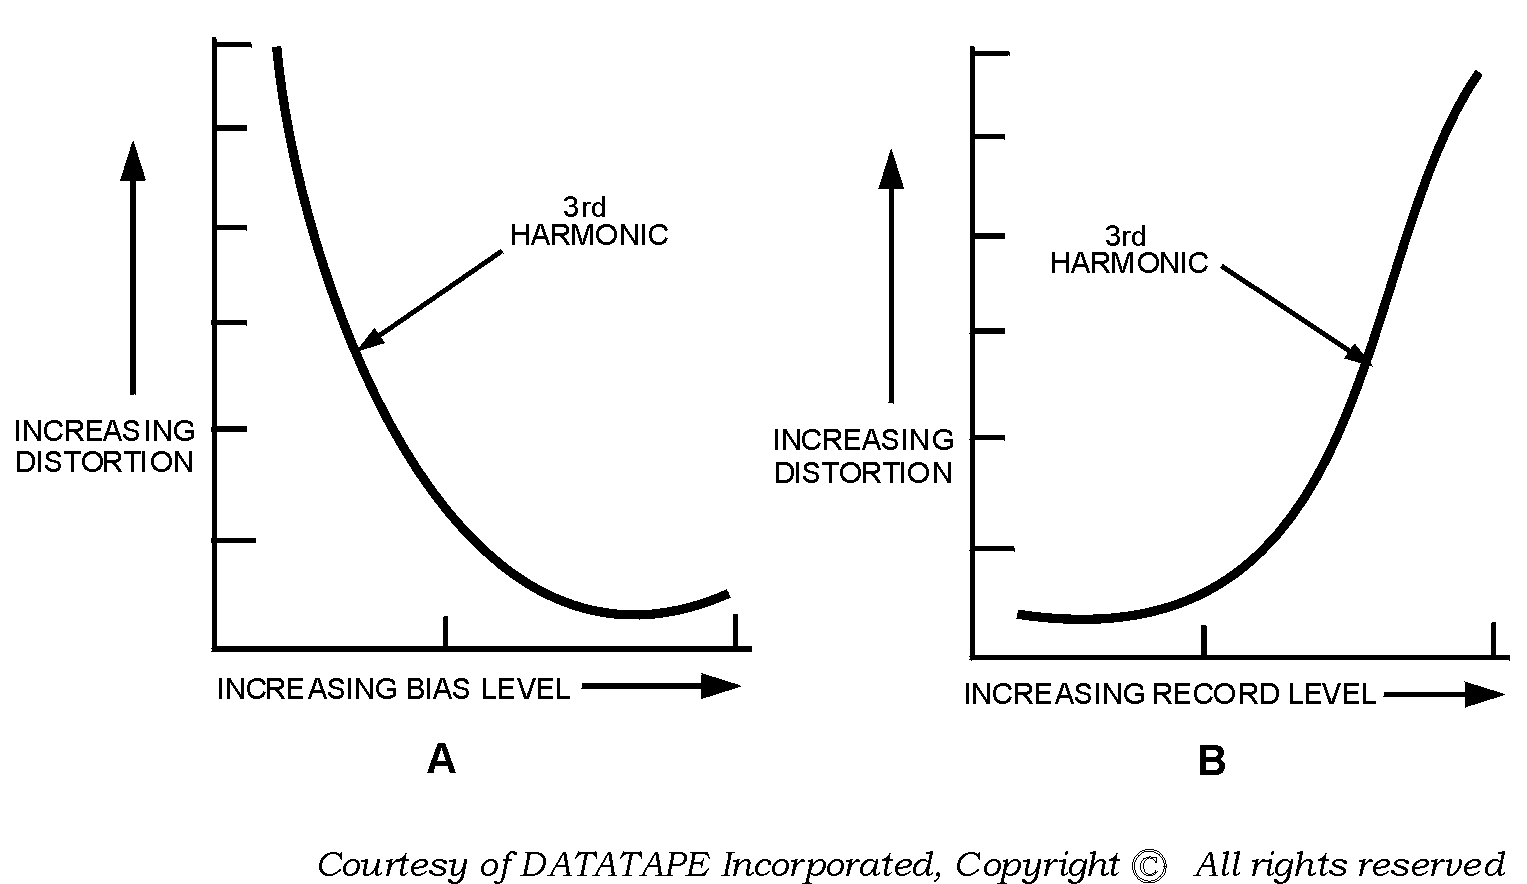 3rd
HARMONIC
INCREASING
DISTORTION
INCREASING BIAS LEVEL
A
3rd
HARMONIC
INCREASING
DISTORTION
INCREASING RECORD LEVEL
B
Courtesy of DATATAPE Incorporated, Copyright © All rights reserved